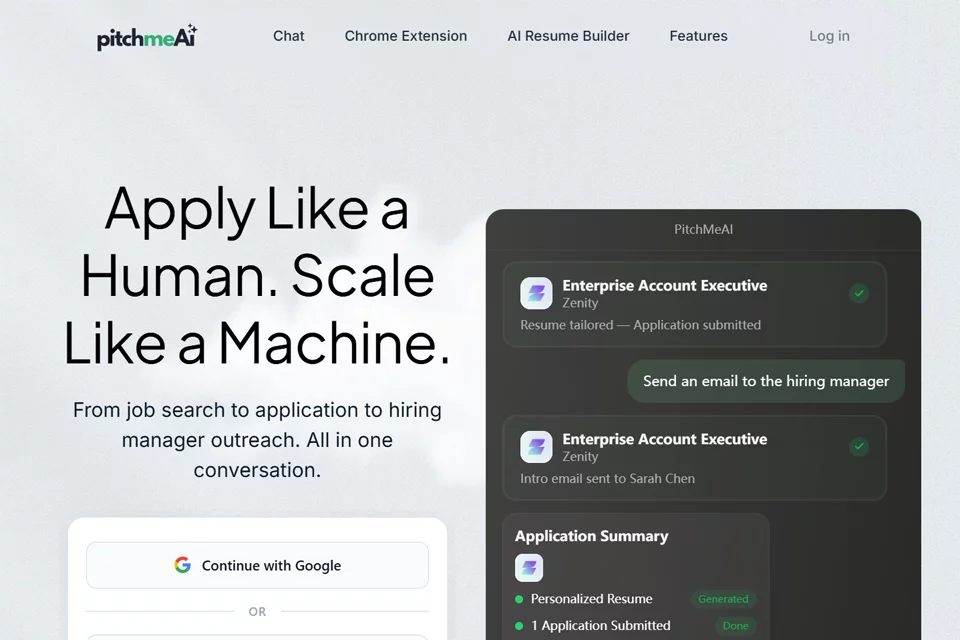 pitchmeAi
Chat
Chrome Extension
AI Resume Builder
Features
Log in
Apply Like a
Human. Scale
Like a Machine.
From job search to application to hiring
manager outreach. All in one
conversation.
Continue with Google
OR
PitchMeAI
Enterprise Account Executive
Zenity
Resume tailored — Application submitted
Send an email to the hiring manager
Enterprise Account Executive
Zenity
Intro email sent to Sarah Chen
Application Summary
Personalized Resume
Generated
1 Application Submitted
Done